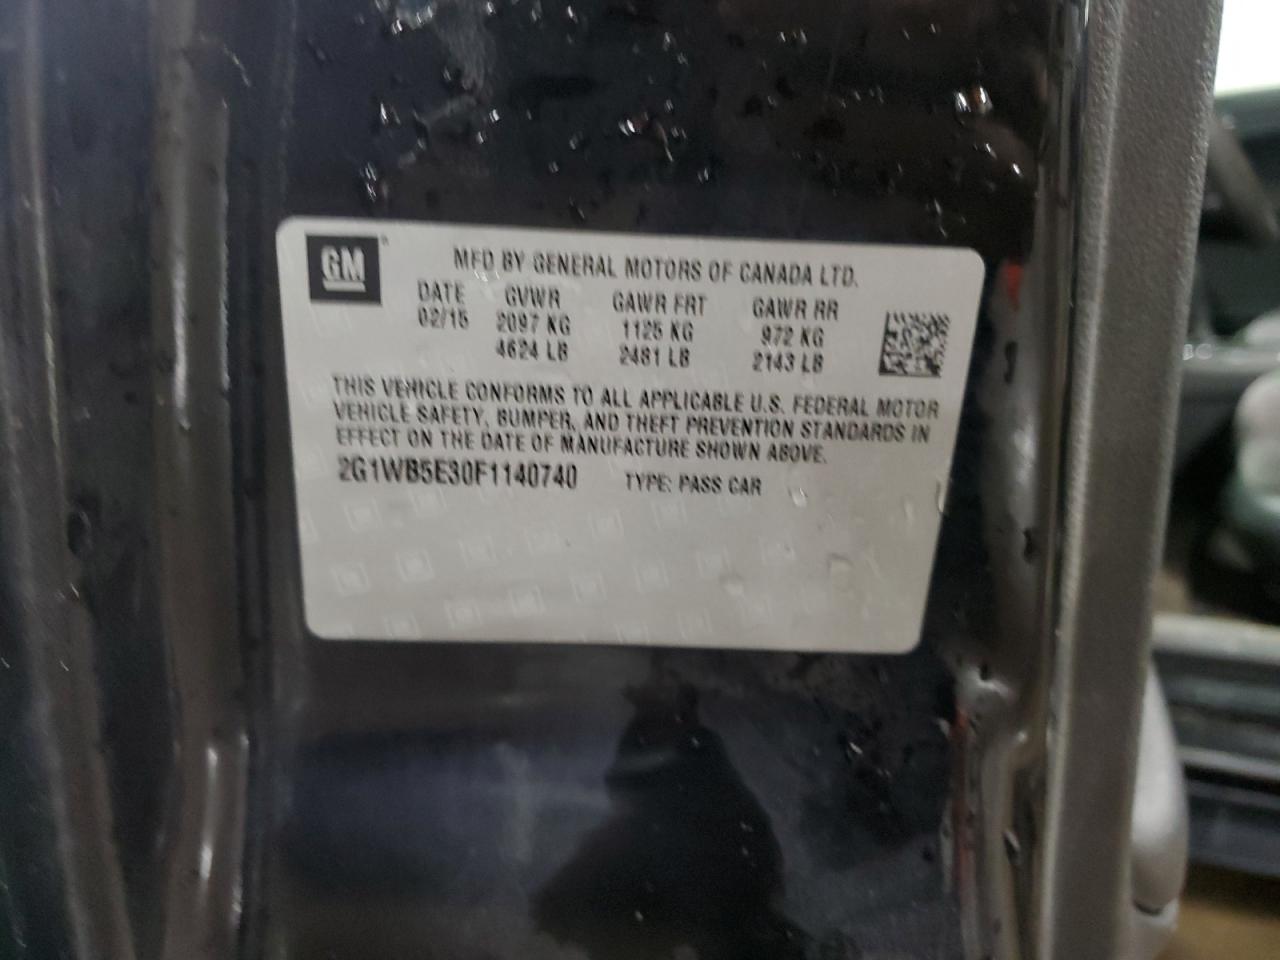 GM
MFD BY GENERAL MOTORS OF CANADA LTD.
DATE GVWR GAWR FRT GAWR RR
02/15 2097 KG 1125 KG 972 KG
4624 LB 2481 LB 2143 LB
THIS VEHICLE CONFORMS TO ALL APPLICABLE U.S. FEDERAL MOTOR
VEHICLE SAFETY, BUMPER, AND THEFT PREVENTION STANDARDS IN
EFFECT ON THE DATE OF MANUFACTURE SHOWN ABOVE.
2G1WB5E30F1140740 TYPE: PASS CAR